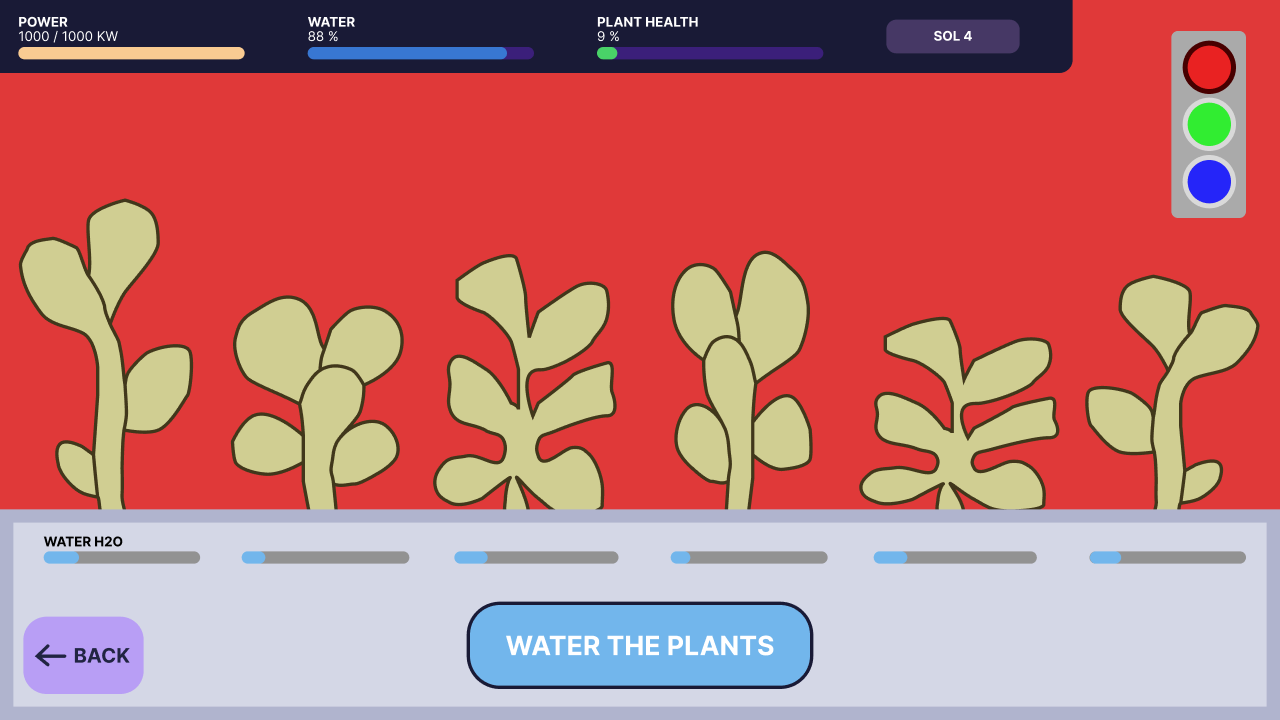 POWER
1000 / 1000 KW
WATER
88 %
PLANT HEALTH
9 %
SOL 4
WATER H2O
BACK
WATER THE PLANTS